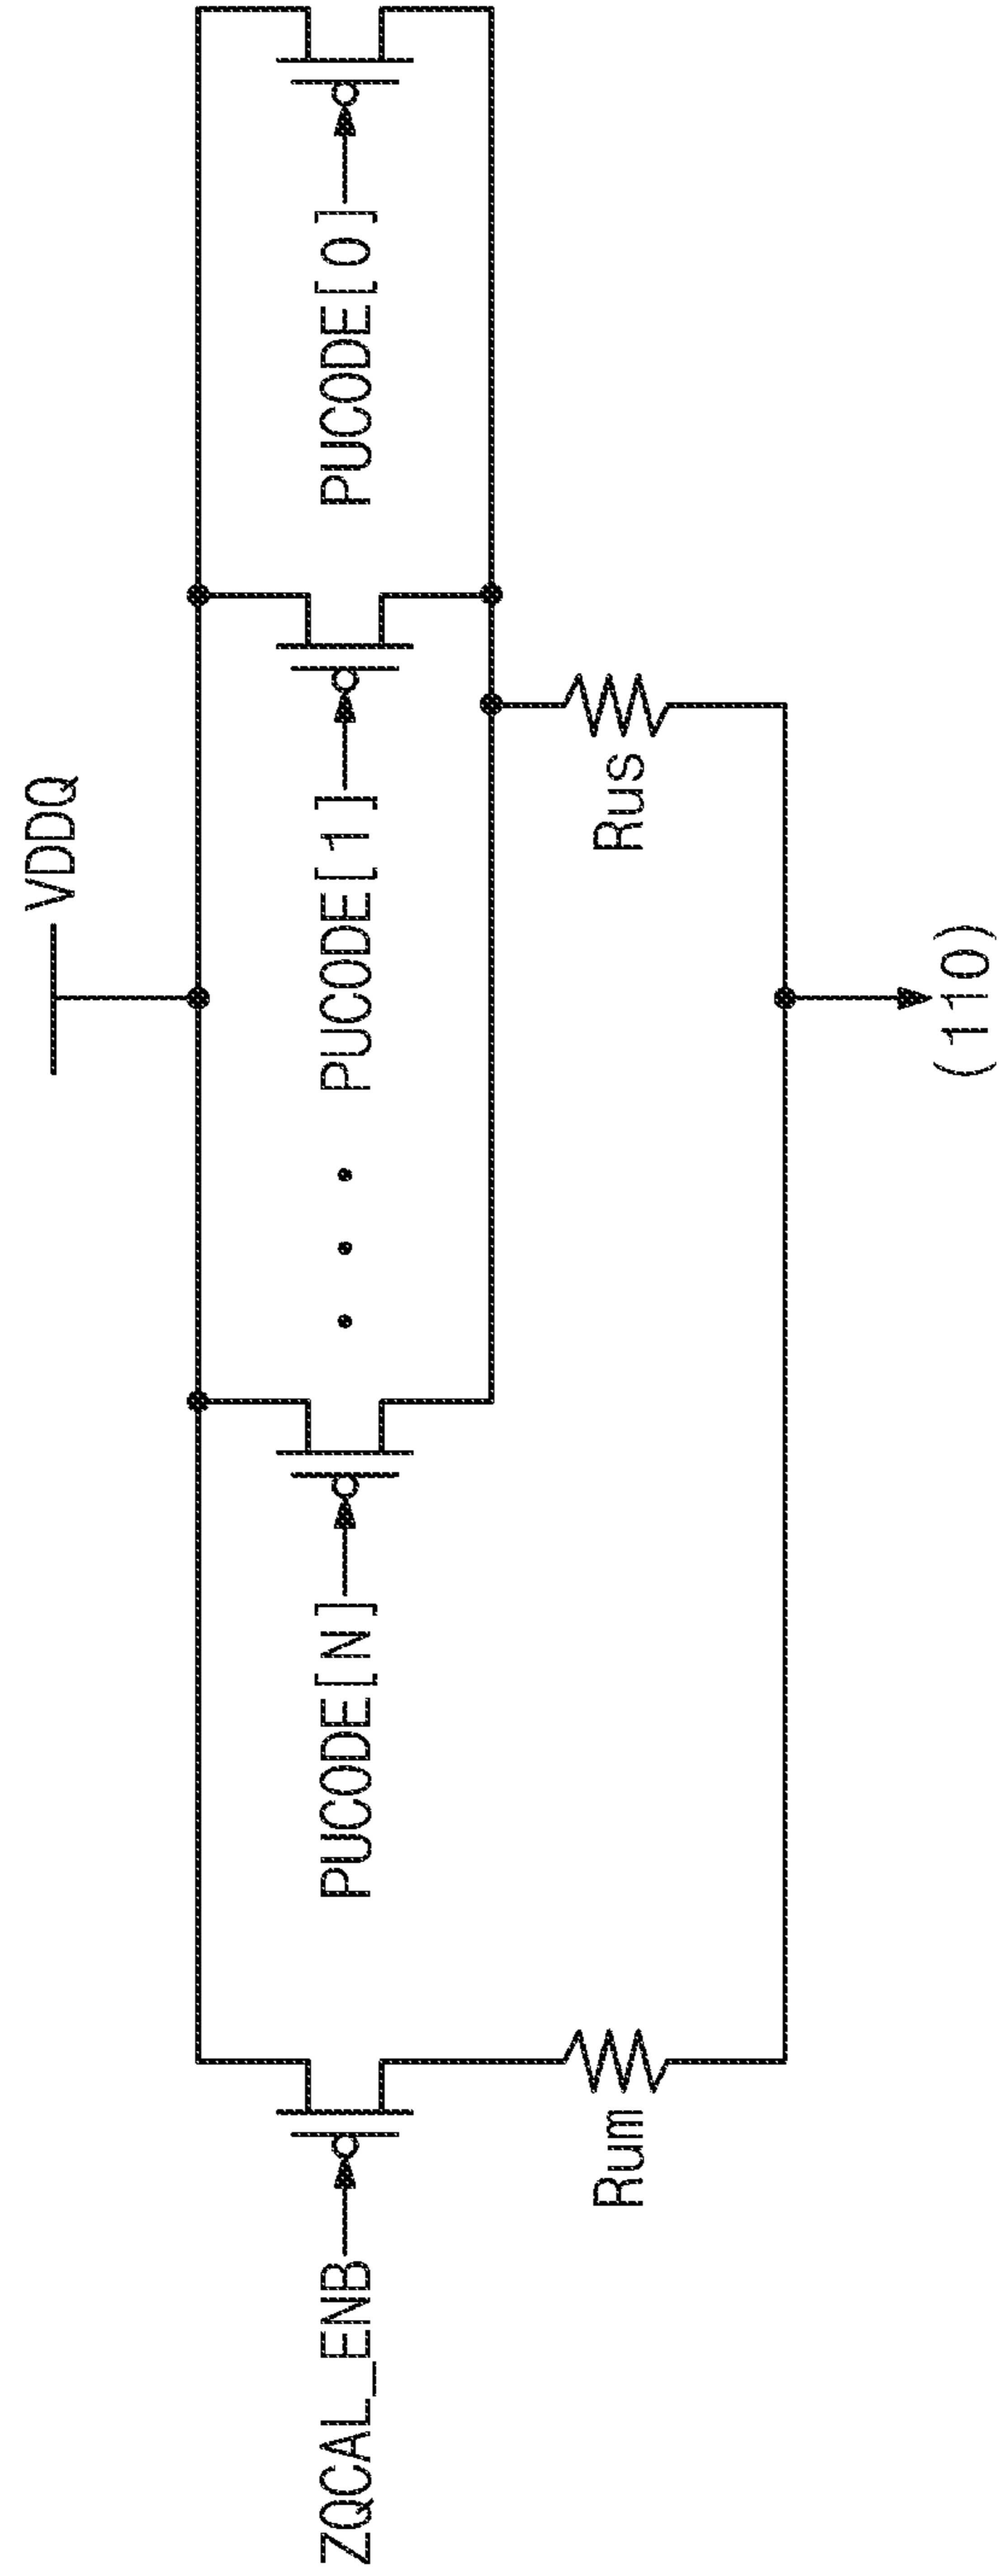 VDDQ
ZQCAL_ENB
PUCODE[N]
PUCODE[1]
PUCODE[0]
Rum
Rus
(110)